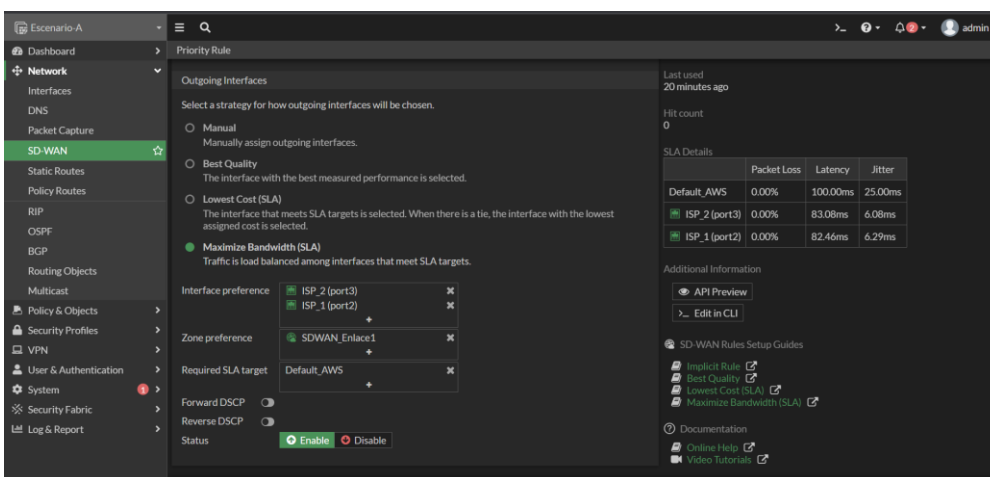 Escenario-A
Dashboard
Network
Interfaces
DNS
Packet Capture
SD-WAN
Static Routes
Policy Routes
RIP
OSPF
BGP
Routing Objects
Multicast
Policy & Objects
Security Profiles
VPN
User & Authentication
System 1
Security Fabric
Log & Report
>_ 2 admin
Priority Rule
Outgoing Interfaces
Select a strategy for how outgoing interfaces will be chosen.
Manual
Manually assign outgoing interfaces.
Best Quality
The interface with the best measured performance is selected.
Lowest Cost (SLA)
The interface that meets SLA targets is selected. When there is a tie, the interface with the lowest
assigned cost is selected.
Maximize Bandwidth (SLA)
Traffic is load balanced among interfaces that meet SLA targets.
Interface preference ISP_2 (port3)
ISP_1 (port2)
+
Zone preference SDWAN_Enlace1
+
Required SLA target Default_AWS
+
Forward DSCP
Reverse DSCP
Status Enable Disable
Last used
20 minutes ago
Hit count
0
SLA Details
Packet Loss Latency Jitter
Default_AWS 0.00% 100.00ms 25.00ms
ISP_2 (port3) 0.00% 83.08ms 6.08ms
ISP_1 (port2) 0.00% 82.46ms 6.29ms
Additional Information
API Preview
>_ Edit in CLI
SD-WAN Rules Setup Guides
Implicit Rule
Best Quality
Lowest Cost (SLA)
Maximize Bandwidth (SLA)
Documentation
Online Help
Video Tutorials